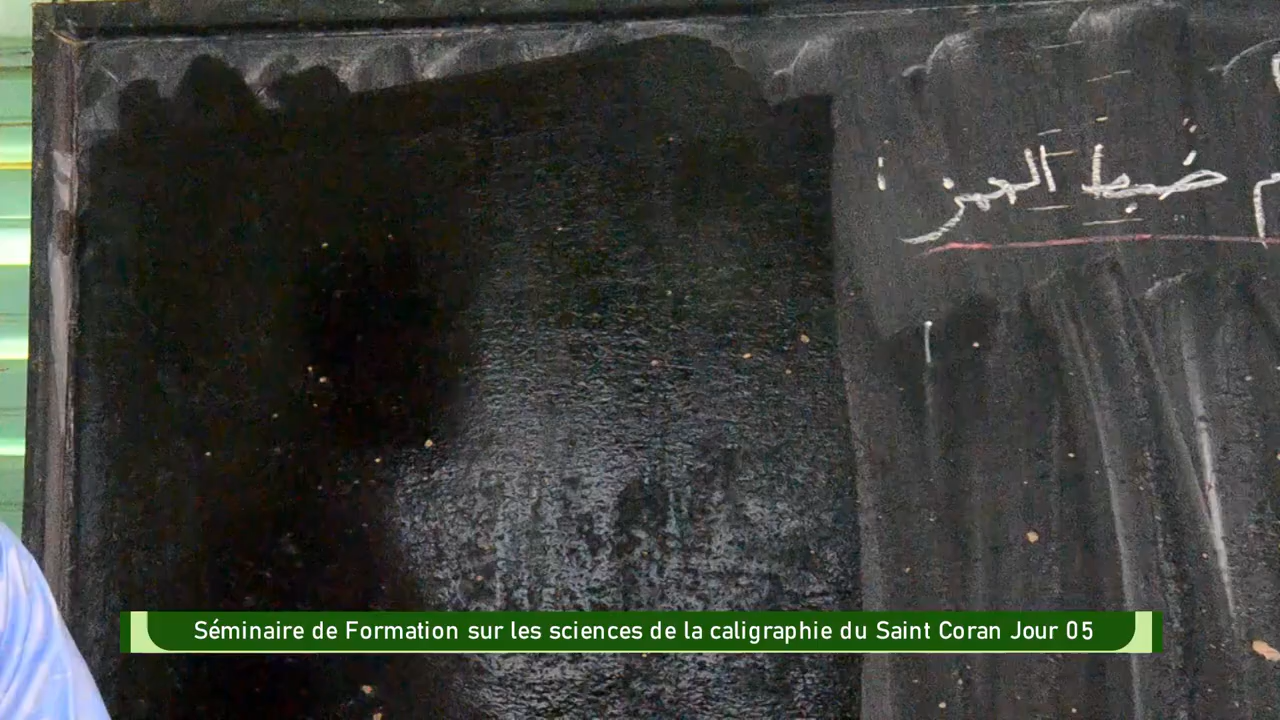 ضبط الهمز :
Séminaire de Formation sur les sciences de la caligraphie du Saint Coran Jour 05